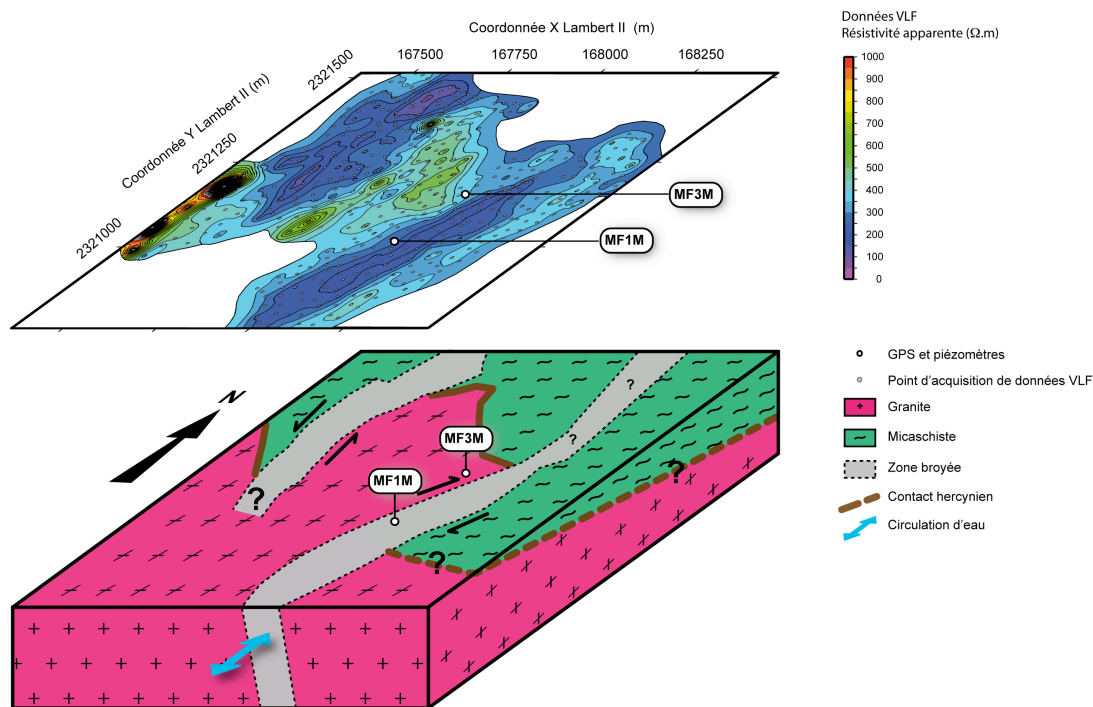 Coordonnée X Lambert II (m)
167500
167750
168000
168250
Coordonnée Y Lambert II (m)
2321500
2321250
2321000
MF3M
MF1M
Données VLF
Résistivité apparente (Ω.m)
1000
900
800
700
600
500
400
300
200
100
0
N
?
?
MF3M
MF1M
?
?
?
GPS et piézomètres
Point d'acquisition de données VLF
Granite
Micaschiste
Zone broyée
Contact hercynien
Circulation d'eau